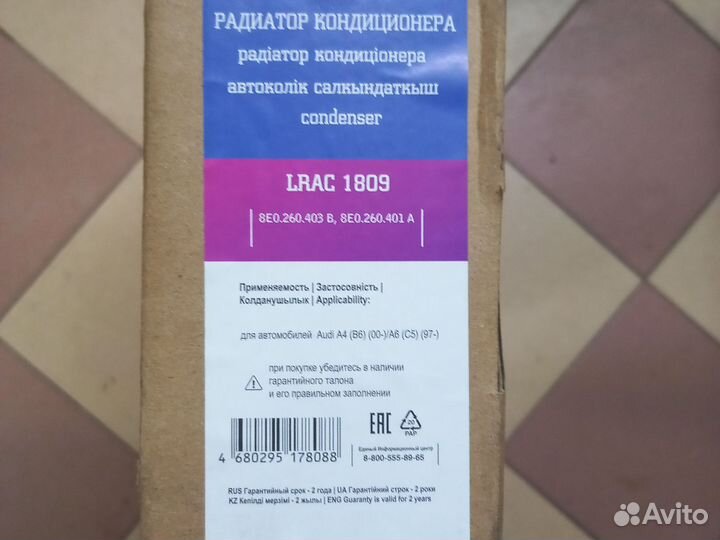 РАДИАТОР КОНДИЦИОНЕРА
радіатор кондиціонера
автоколік салкындаткыш
condenser
LRAC 1809
8E0.260.403 B, 8E0.260.401 A
Применяемость | Застосовність |
Колданушылык | Applicability:
для автомобилей Audi A4 (B6) (00-)/A6 (C5) (97-)
при покупке убедитесь в наличии
гарантийного талона
и его правильном заполнении
4 680295 178088
EAC
20
PAP
Единый Информационный центр
8-800-555-89-65
RUS Гарантийный срок - 2 года | UA Гарантійний строк - 2 роки
KZ Кепілді мерзімі - 2 жылы | ENG Guaranty is valid for 2 years
Avito